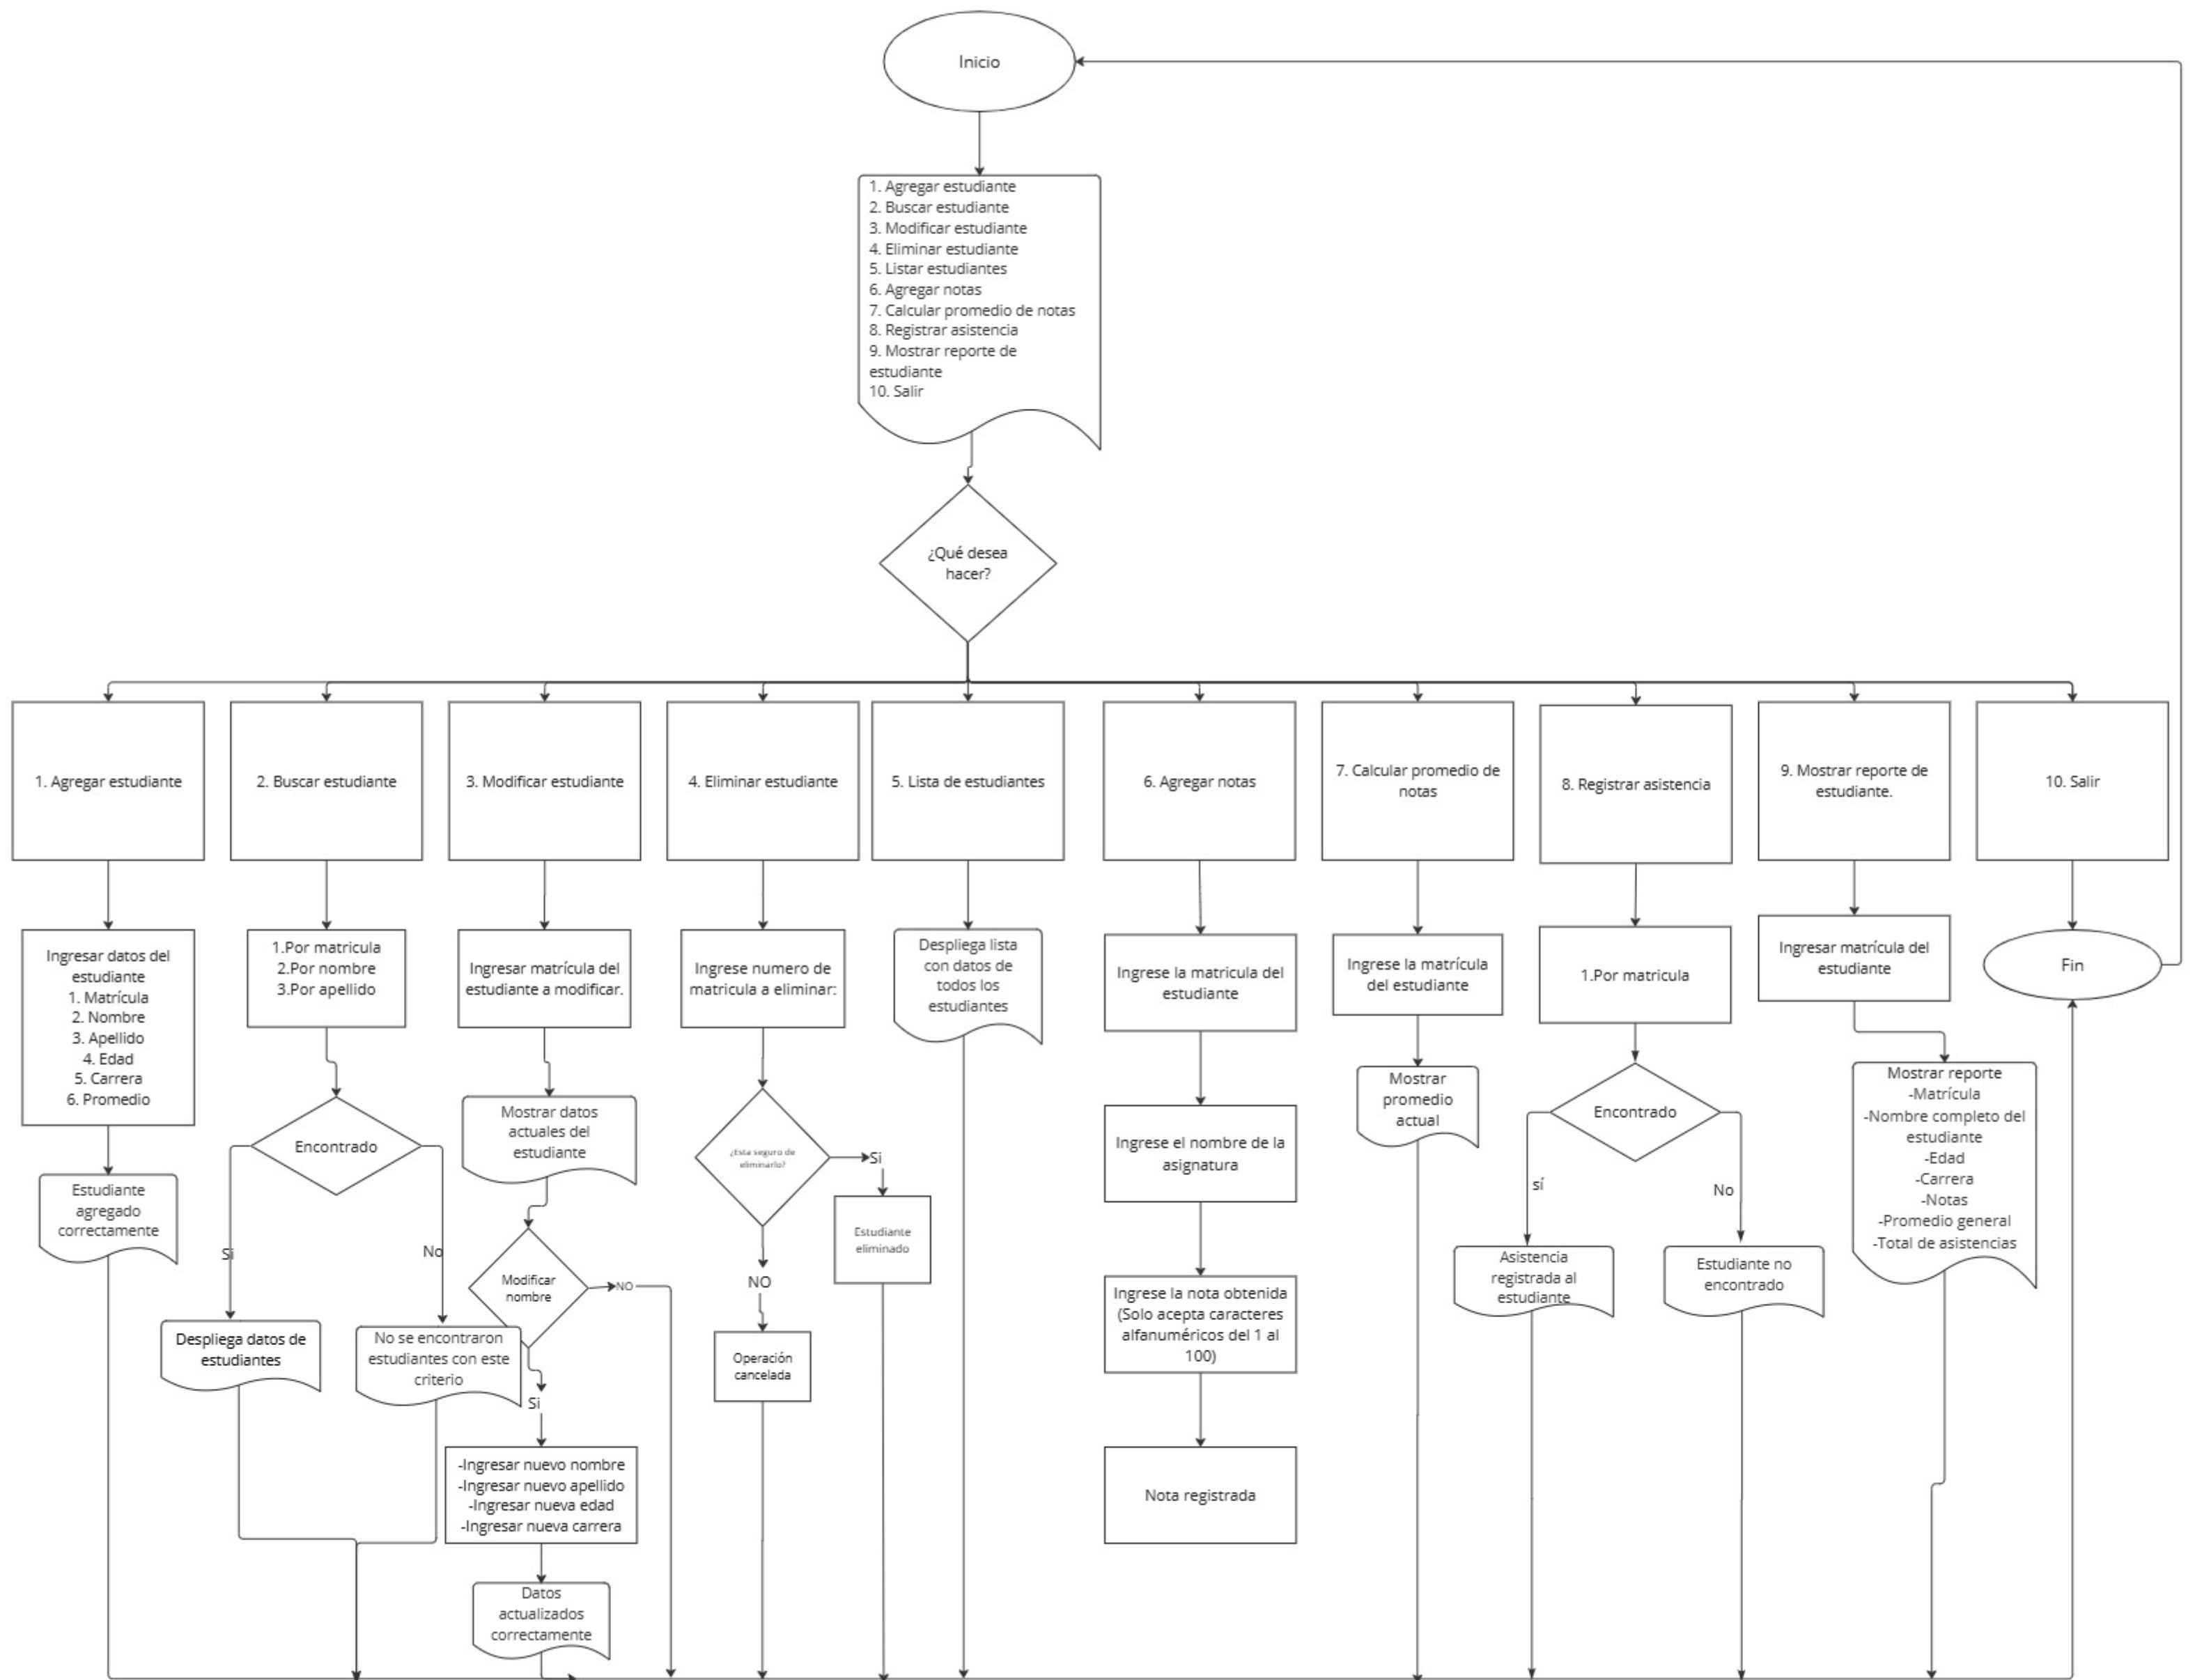 Inicio
1. Agregar estudiante
2. Buscar estudiante
3. Modificar estudiante
4. Eliminar estudiante
5. Listar estudiantes
6. Agregar notas
7. Calcular promedio de notas
8. Registrar asistencia
9. Mostrar reporte de
estudiante
10. Salir
¿Qué desea
hacer?
1. Agregar estudiante
2. Buscar estudiante
3. Modificar estudiante
4. Eliminar estudiante
5. Lista de estudiantes
6. Agregar notas
7. Calcular promedio de
notas
8. Registrar asistencia
9. Mostrar reporte de
estudiante.
10. Salir
Ingresar datos del
estudiante
1. Matrícula
2. Nombre
3. Apellido
4. Edad
5. Carrera
6. Promedio
Estudiante
agregado
correctamente
1.Por matricula
2.Por nombre
3.Por apellido
Encontrado
Si
No
Despliega datos de
estudiantes
No se encontraron
estudiantes con este
criterio
Ingresar matrícula del
estudiante a modificar.
Mostrar datos
actuales del
estudiante
Modificar
nombre
NO
Si
-Ingresar nuevo nombre
-Ingresar nuevo apellido
-Ingresar nueva edad
-Ingresar nueva carrera
Datos
actualizados
correctamente
Ingrese numero de
matricula a eliminar:
¿Esta seguro de
eliminarlo?
Si
Estudiante
eliminado
NO
Operación
cancelada
Despliega lista
con datos de
todos los
estudiantes
Ingrese la matricula del
estudiante
Ingrese el nombre de la
asignatura
Ingrese la nota obtenida
(Solo acepta caracteres
alfanuméricos del 1 al
100)
Nota registrada
Ingrese la matrícula
del estudiante
Mostrar
promedio
actual
1.Por matricula
Encontrado
sí
No
Asistencia
registrada al
estudiante
Estudiante no
encontrado
Ingresar matrícula del
estudiante
Mostrar reporte
-Matrícula
-Nombre completo del
estudiante
-Edad
-Carrera
-Notas
-Promedio general
-Total de asistencias
Fin